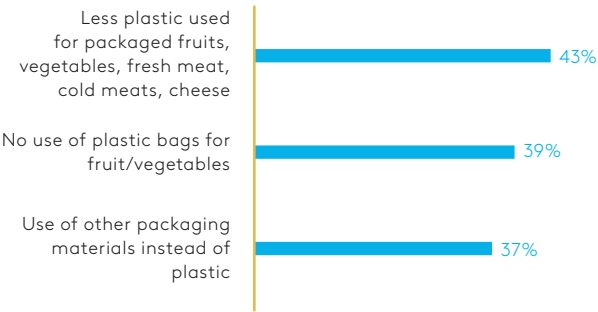 Less plastic used
for packaged fruits,
vegetables, fresh meat,
cold meats, cheese
43%
No use of plastic bags for
fruit/vegetables
39%
Use of other packaging
materials instead of
plastic
37%